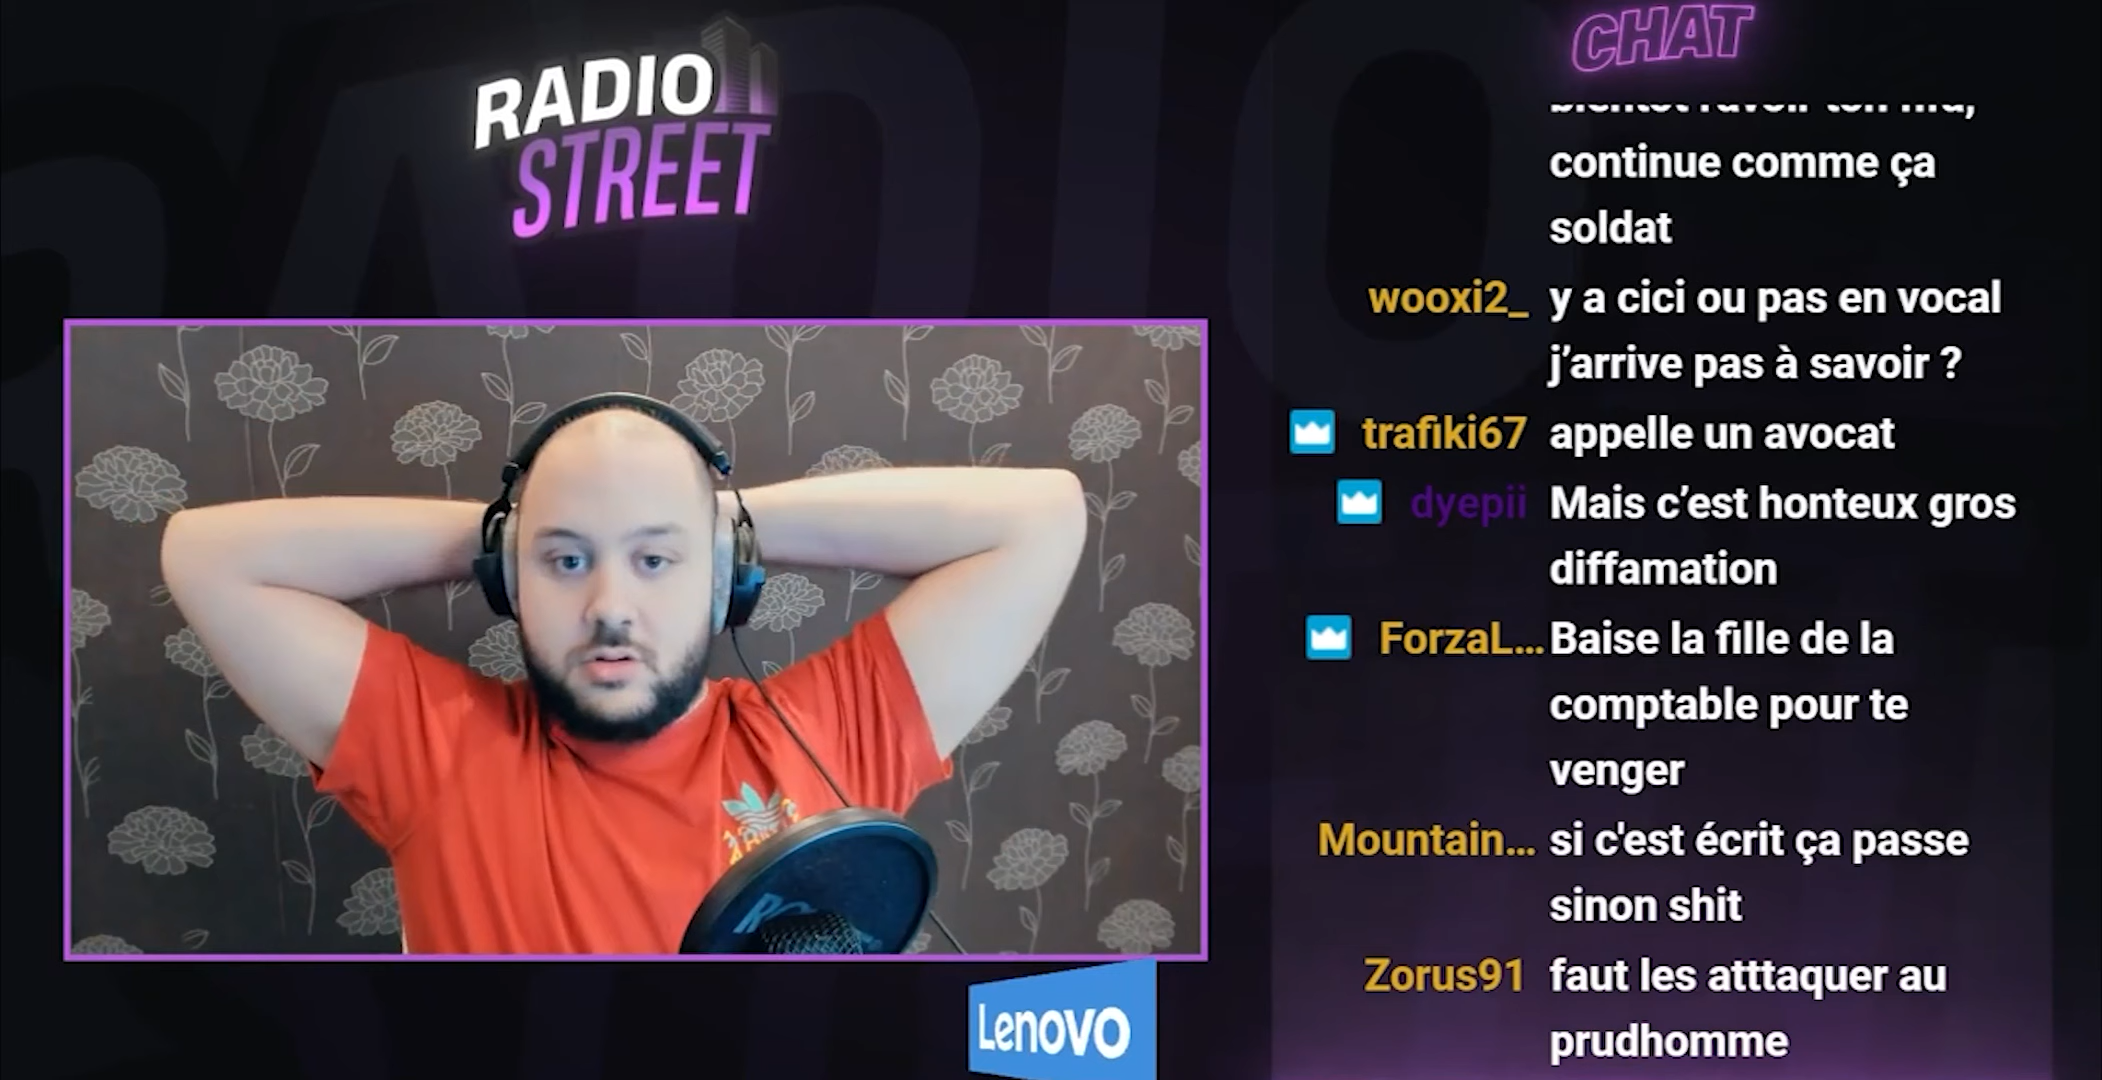 RADIO
STREET
CHAT
continue comme ça
soldat
wooxi2_ y a cici ou pas en vocal
j’arrive pas à savoir ?
trafiki67 appelle un avocat
dyepii Mais c’est honteux gros
diffamation
ForzaL... Baise la fille de la
comptable pour te
venger
Mountain... si c'est écrit ça passe
sinon shit
Zorus91 faut les atttaquer au
prudhomme
Lenovo